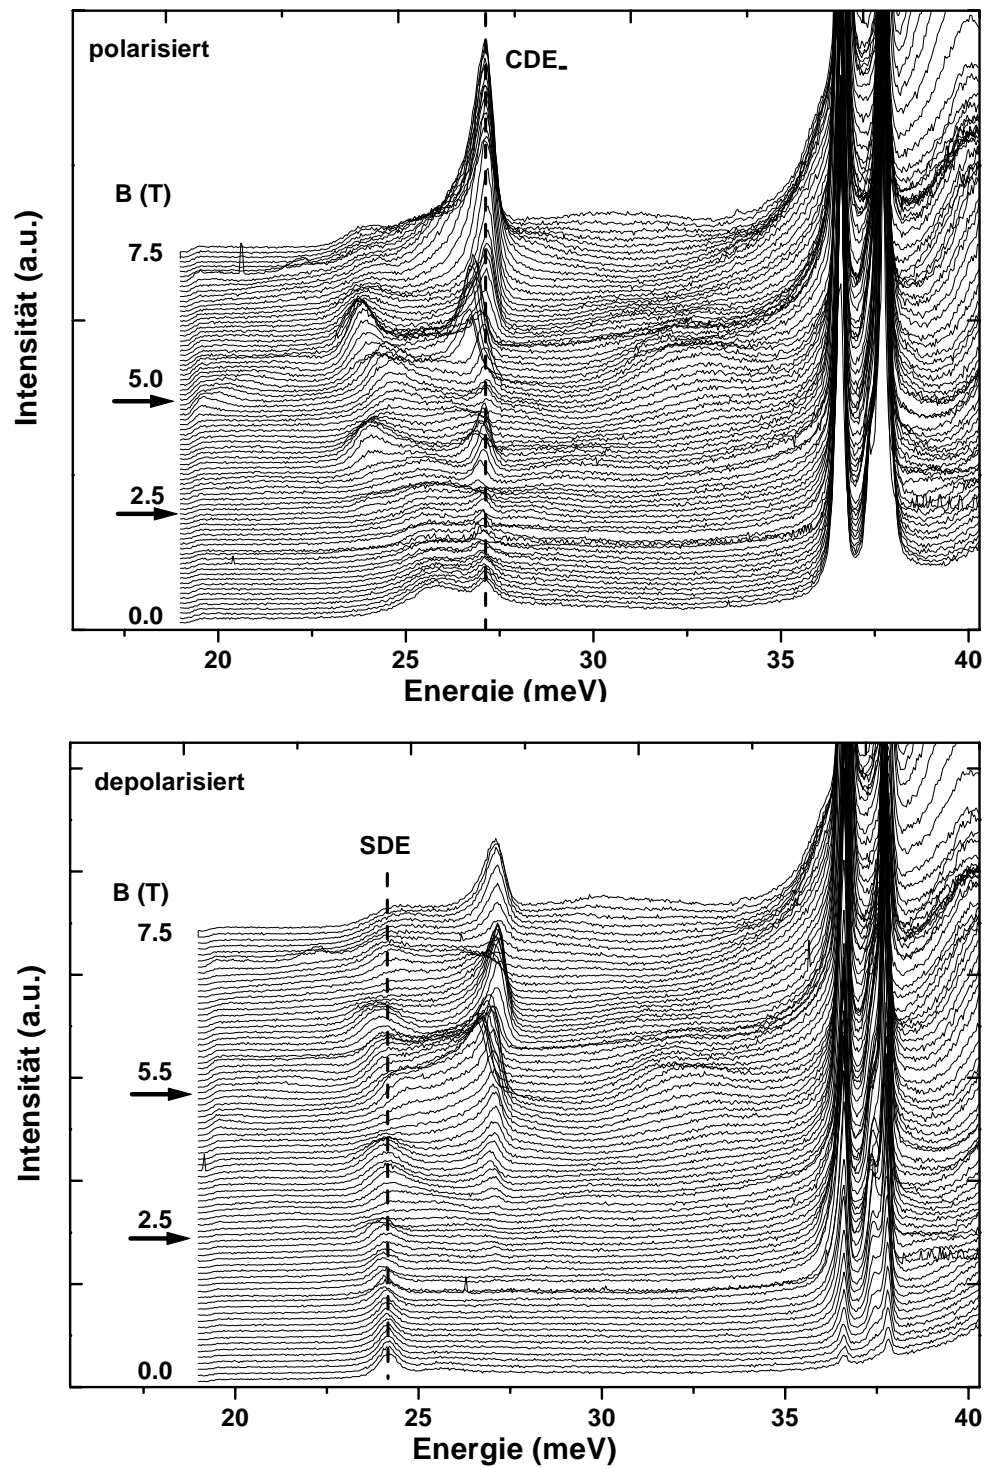 polarisiert
CDE-
B (T)
7.5
5.0
2.5
0.0
Intensität (a.u.)
20 25 30 35 40
Energie (meV)
depolarisiert
SDE
B (T)
7.5
5.5
2.5
0.0
Intensität (a.u.)
20 25 30 35 40
Energie (meV)